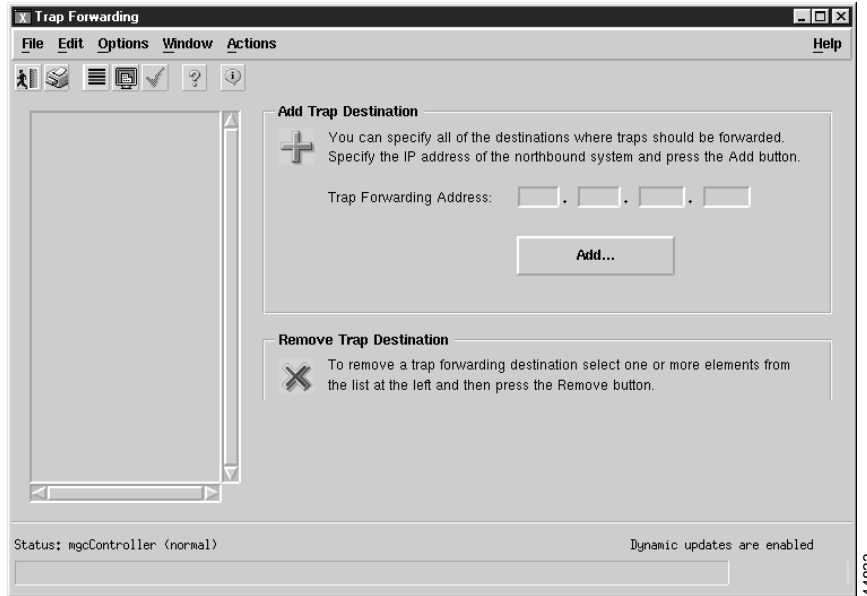 Trap Forwarding
File Edit Options Window Actions Help
Add Trap Destination
You can specify all of the destinations where traps should be forwarded.
Specify the IP address of the northbound system and press the Add button.
Trap Forwarding Address: . . .
Add...
Remove Trap Destination
To remove a trap forwarding destination select one or more elements from
the list at the left and then press the Remove button.
Status: mgcController (normal) Dynamic updates are enabled